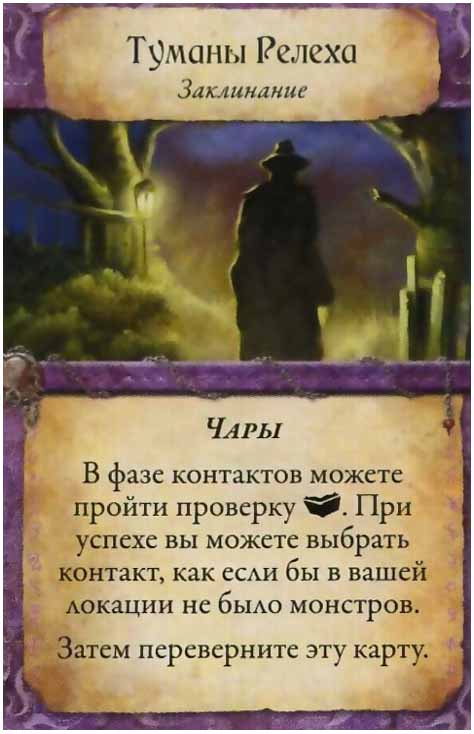 Туманы Релеха
Заклинание
Чары
В фазе контактов можете
пройти проверку . При
успехе вы можете выбрать
контакт, как если бы в вашей
локации не было монстров.
Затем переверните эту карту.